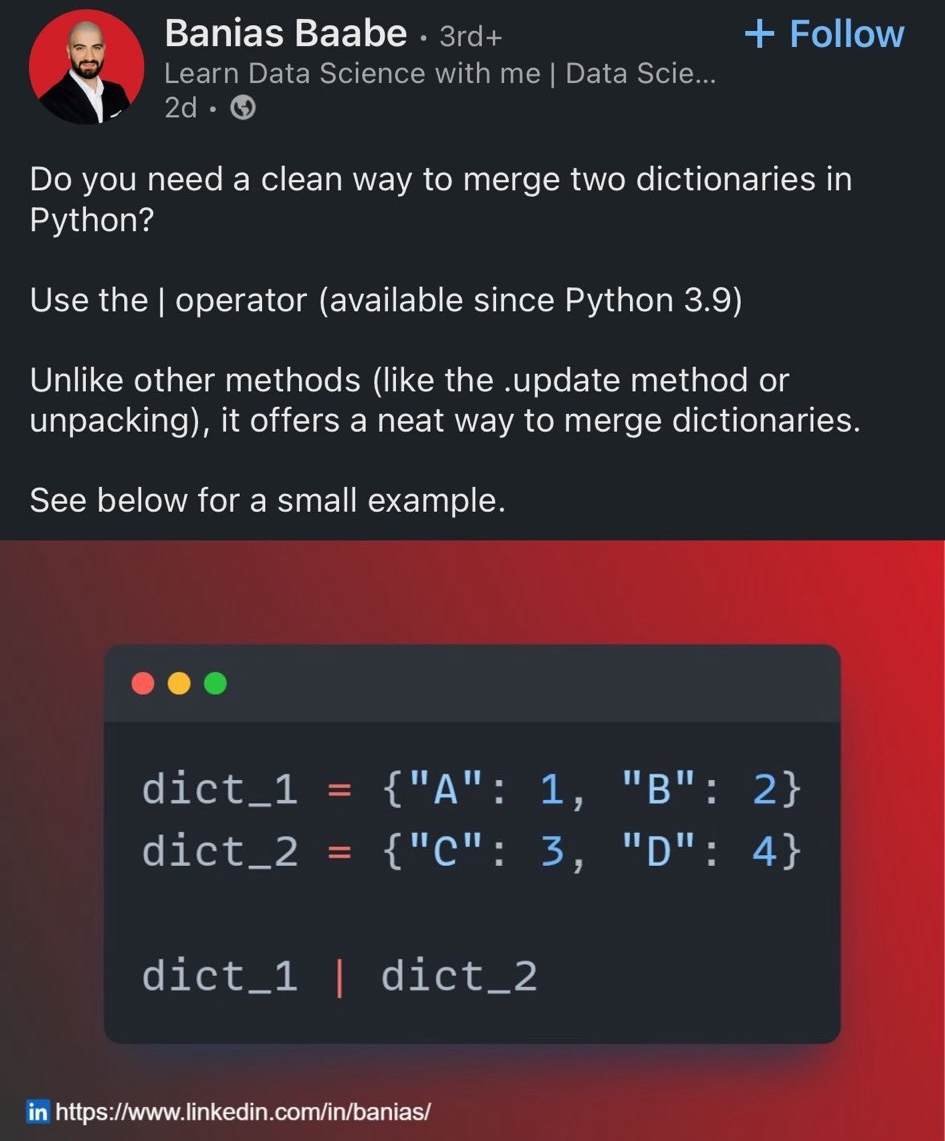 Banias Baabe • 3rd+
+ Follow
Learn Data Science with me | Data Scie...
2d •
Do you need a clean way to merge two dictionaries in
Python?
Use the | operator (available since Python 3.9)
Unlike other methods (like the .update method or
unpacking), it offers a neat way to merge dictionaries.
See below for a small example.
dict_1 = {"A": 1, "B": 2}
dict_2 = {"C": 3, "D": 4}
dict_1 | dict_2
in https://www.linkedin.com/in/banias/